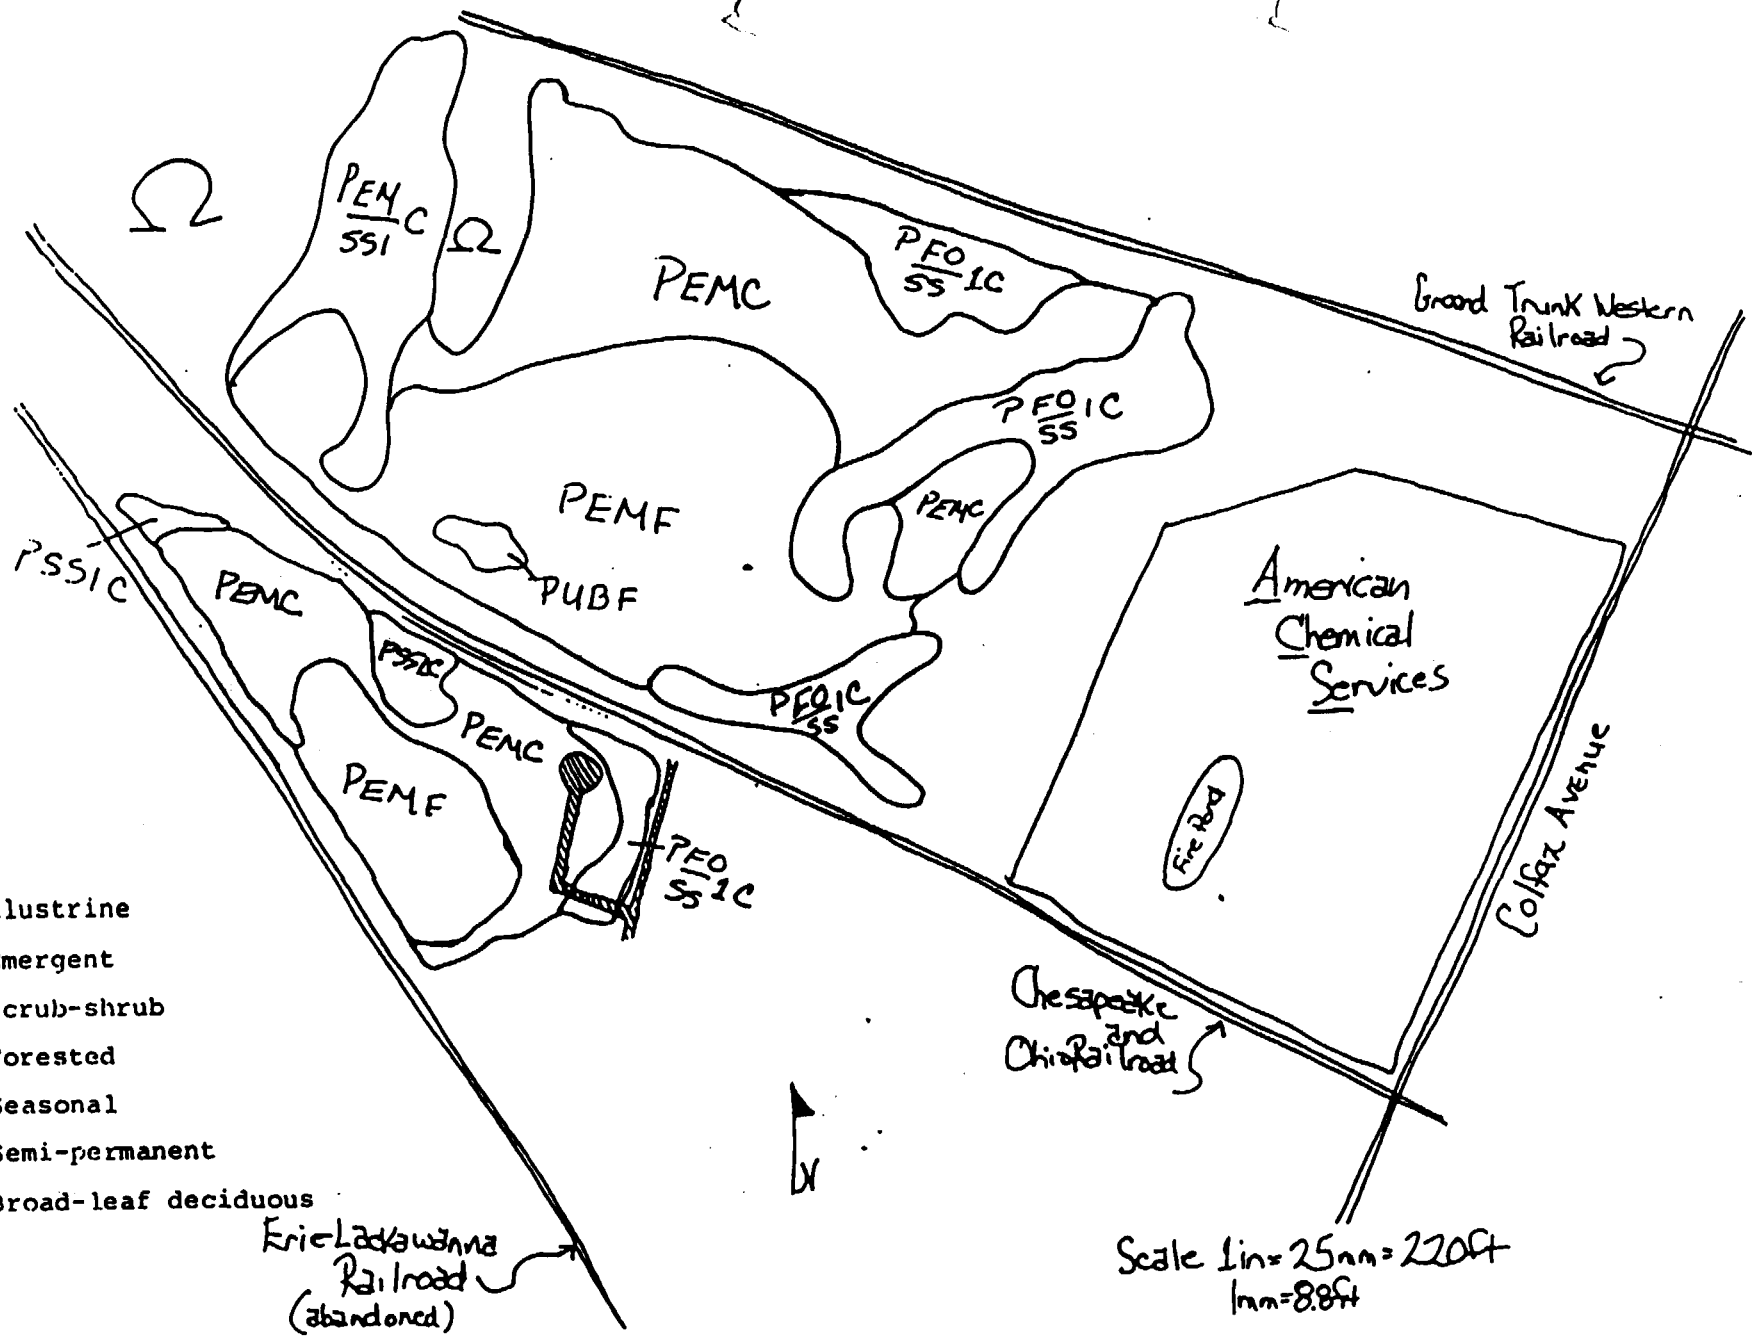 Ω
PEM
SS1 C
Ω
PEMC
PFO
SS 1C
Grand Trunk Western
Railroad
PFO 1C
SS
PEMC
PEMF
PUBF
PSS1C
PEMC
PSS1C
PEMC
PEMF
PFO 1C
SS
PFO
SS 1C
American
Chemical
Services
Fire Pond
Colfax Avenue
lustrine
mergent
crub-shrub
orested
Seasonal
Semi-permanent
Broad-leaf deciduous
Chesapeake
and
Ohio Railroad
N
Erie-Lackawanna
Railroad
(abandoned)
Scale 1in = 25mm = 220ft
1mm = 8.8ft